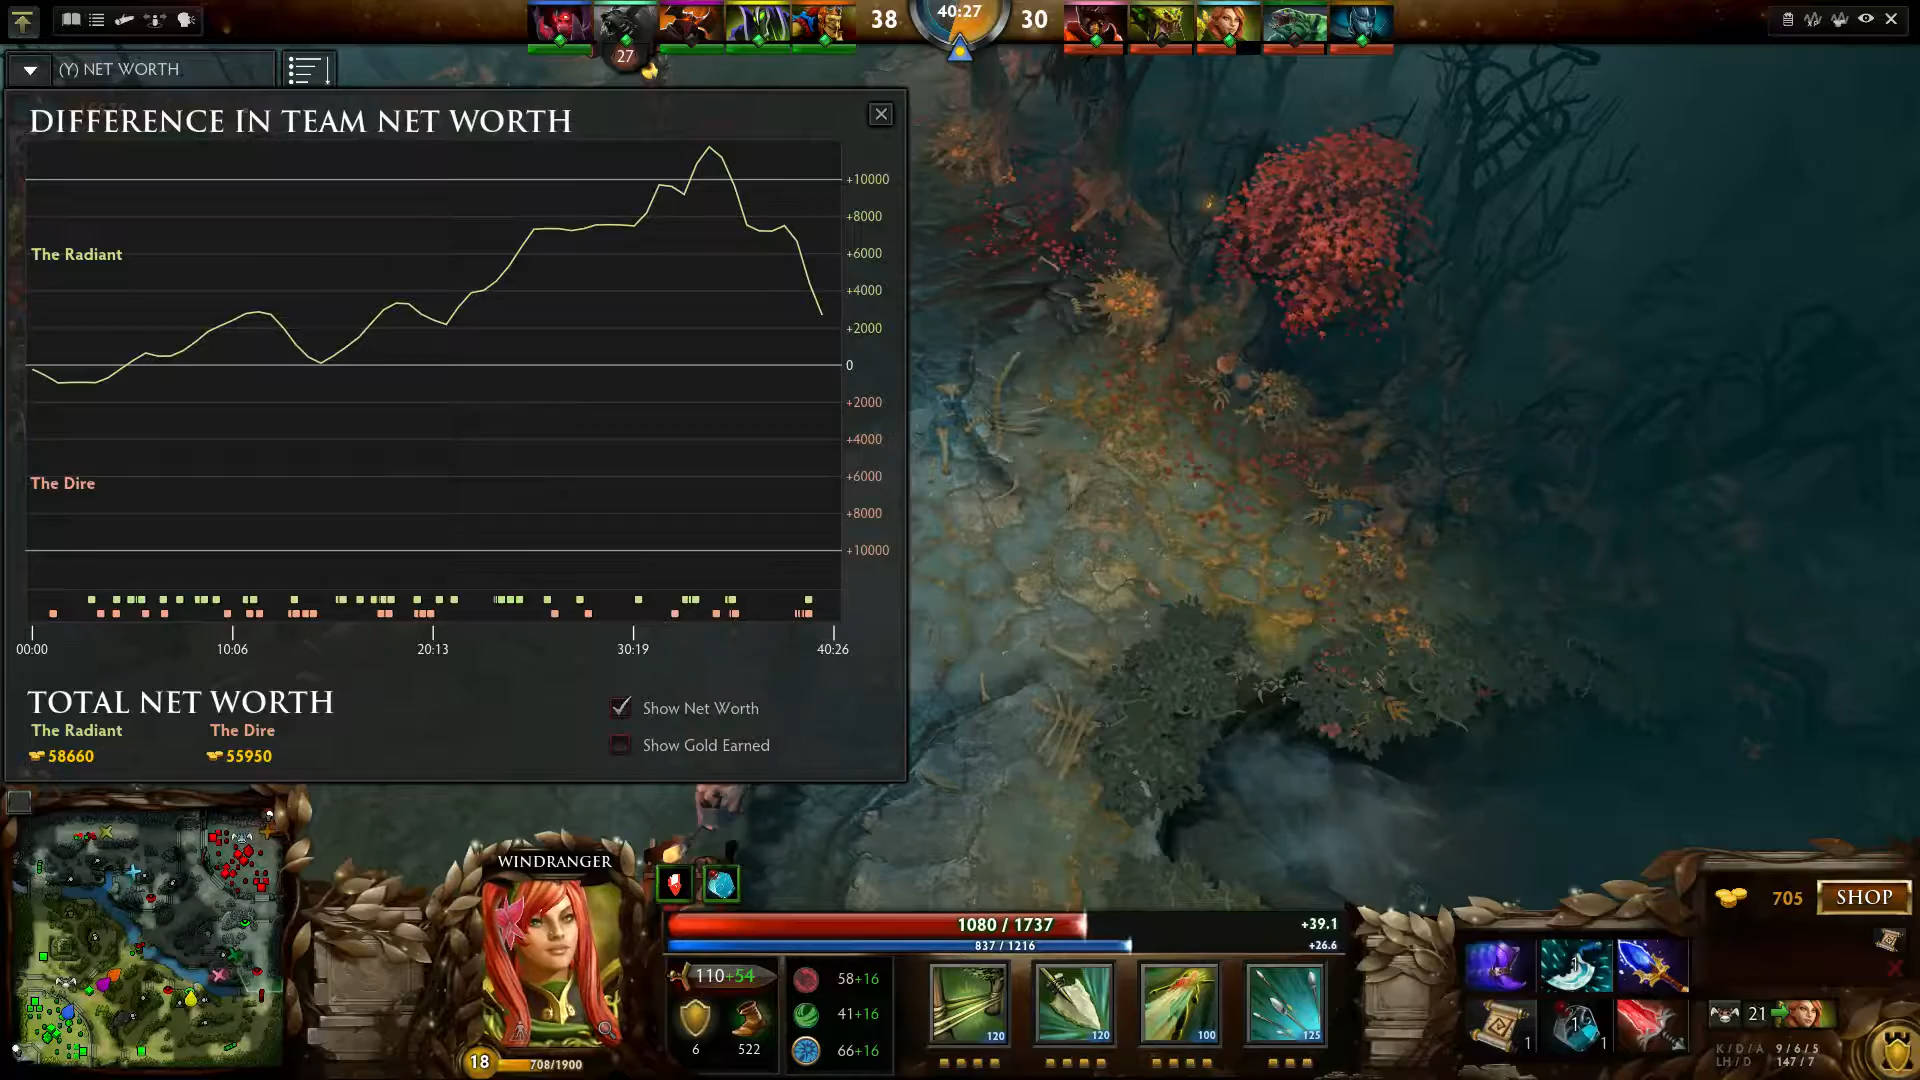 38
40:27
30
27
(Y) NET WORTH
DIFFERENCE IN TEAM NET WORTH
+10000
+8000
The Radiant
+6000
+4000
+2000
0
+2000
+4000
The Dire
+6000
+8000
+10000
00:00 10:06 20:13 30:19 40:26
TOTAL NET WORTH
The Radiant The Dire
58660 55950
Show Net Worth
Show Gold Earned
WINDRANGER
18
708/1900
1080 / 1737
+39.1
837 / 1216
+26.6
110+54
6 522
58+16
41+16
66+16
120 120 100 125
705
SHOP
1
1
1
21
K / D / A 9 / 6 / 5
LH / D 147 / 7